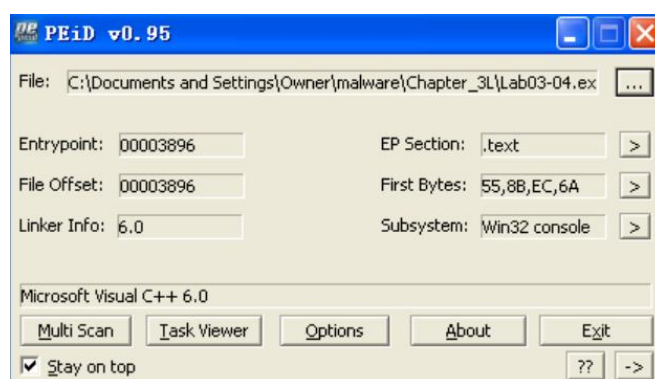 PEiD v0.95
File: C:\Documents and Settings\Owner\malware\Chapter_3L\Lab03-04.ex ...
Entrypoint: 00003896 EP Section: .text >
File Offset: 00003896 First Bytes: 55,8B,EC,6A >
Linker Info: 6.0 Subsystem: Win32 console >
Microsoft Visual C++ 6.0
Multi Scan Task Viewer Options About Exit
Stay on top ?? ->